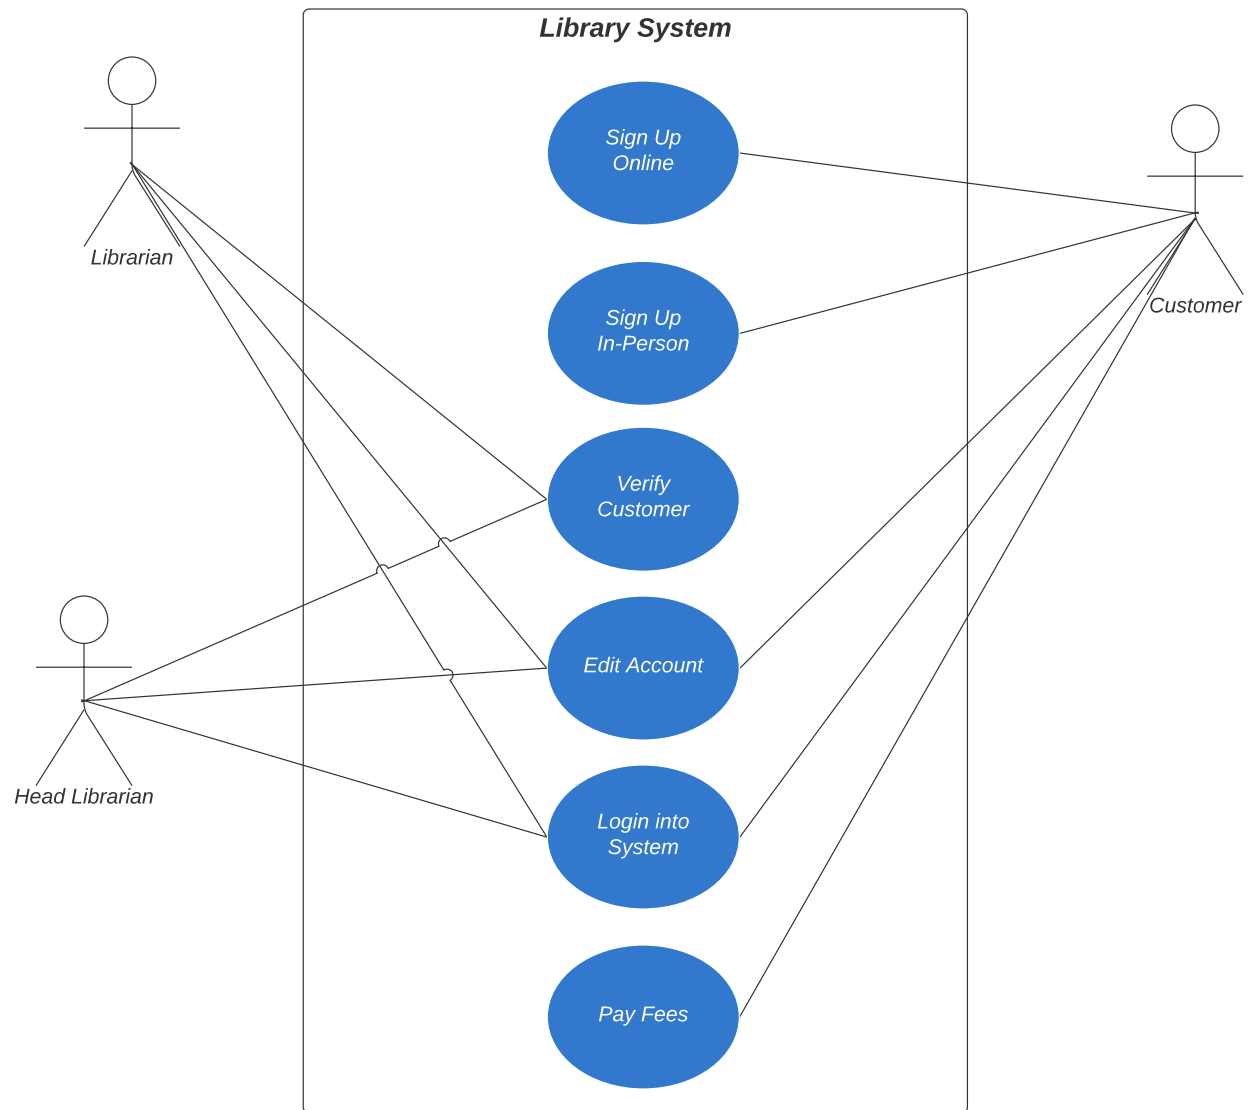 Library System
Sign Up
Online
Librarian
Sign Up
In-Person
Customer
Verify
Customer
Edit Account
Head Librarian
Login into
System
Pay Fees